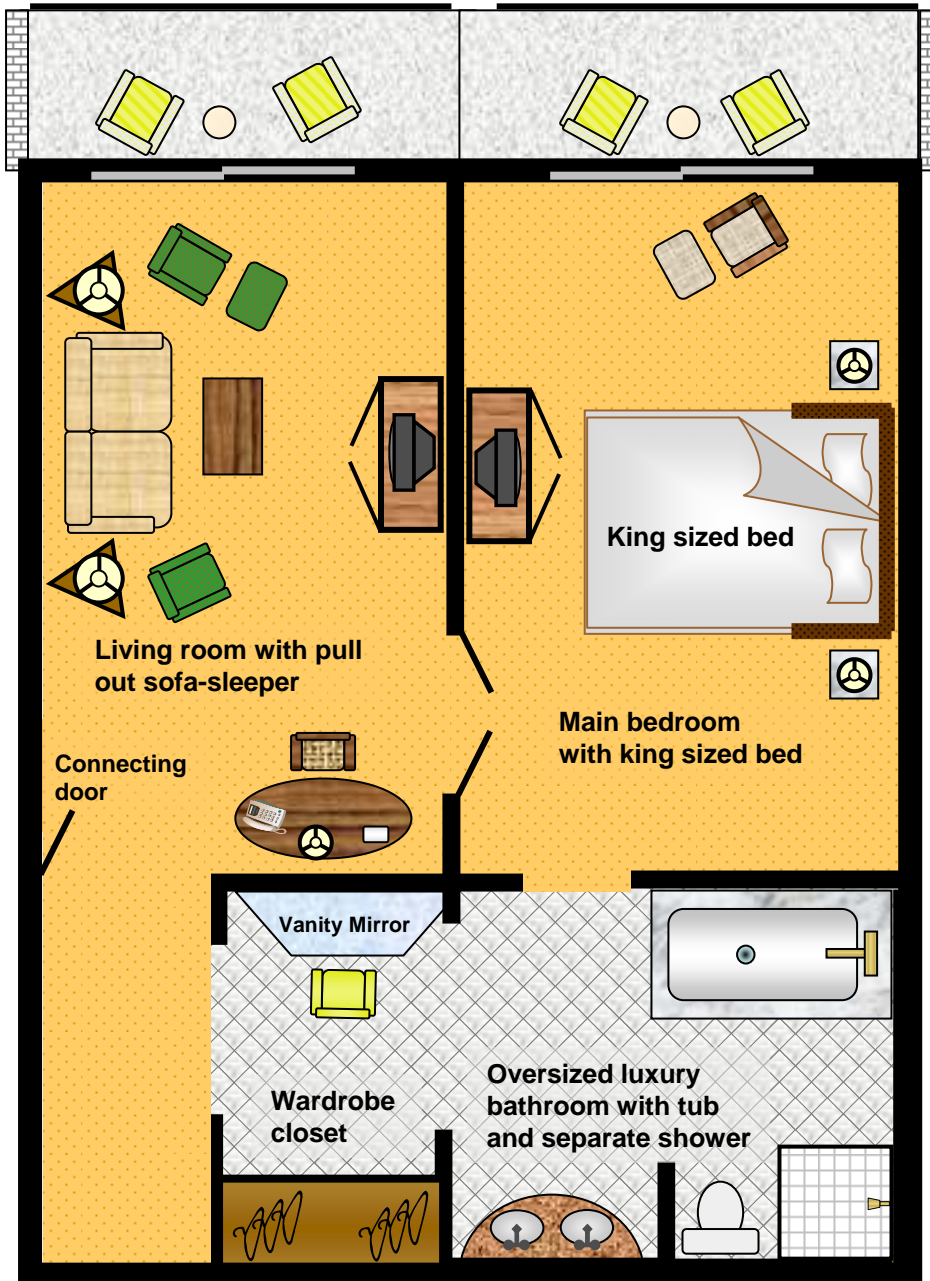 King sized bed
Living room with pull
out sofa-sleeper
Main bedroom
with king sized bed
Connecting
door
Vanity Mirror
Oversized luxury
bathroom with tub
and separate shower
Wardrobe
closet